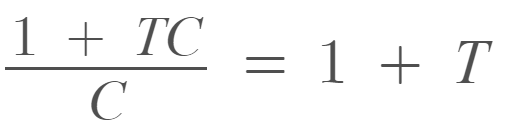 (1 + TC)/C = 1 + T